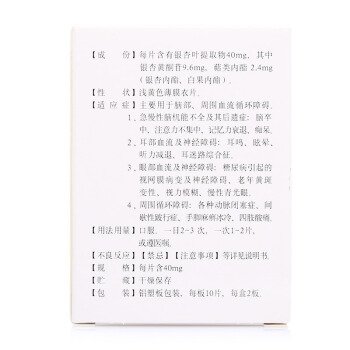 【成 份】每片含有银杏叶提取物40mg,其中
银杏黄酮苷9.6mg,萜类内酯 2.4mg
(银杏内酯,白果内酯).
【性 状】浅黄色薄膜衣片.
【适 应 症】主要用于脑部,周围血流循环障碍.
1、急慢性脑机能不全及其后遗症:脑卒
中、注意力不集中、记忆力衰退、痴呆.
2、耳部血流及神经障碍:耳鸣、眩晕、
听力减退、耳迷路综合征.
3、眼部血流及神经障碍:糖尿病引起的
视网膜病变及神经障碍,老年黄斑
变性、视力模糊、慢性青光眼.
4、周围循环障碍:各种动脉闭塞症、间
歇性跛行症、手脚麻痹冰冷、四肢酸痛.
【用法用量】口服. 一日2~3 次,一次1~2片,
或遵医嘱.
【不良反应】【禁忌】【注意事项】等详见说明书.
【规 格】每片含40mg
【贮 藏】干燥保存
【包 装】铝塑板包装,每板10片,每盒2板.